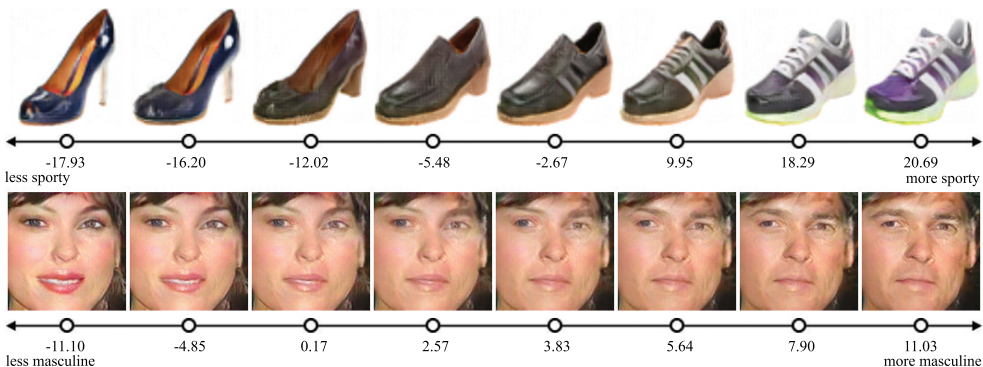 -17.93 -16.20 -12.02 -5.48 -2.67 9.95 18.29 20.69
less sporty more sporty
-11.10 -4.85 0.17 2.57 3.83 5.64 7.90 11.03
less masculine more masculine